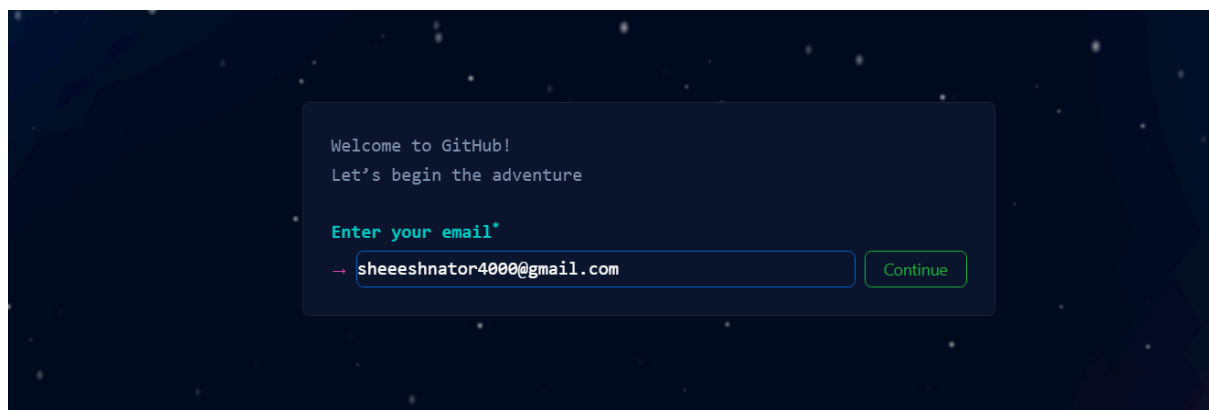 Welcome to GitHub!
Let’s begin the adventure
Enter your email*
→ sheeeshnator4000@gmail.com Continue